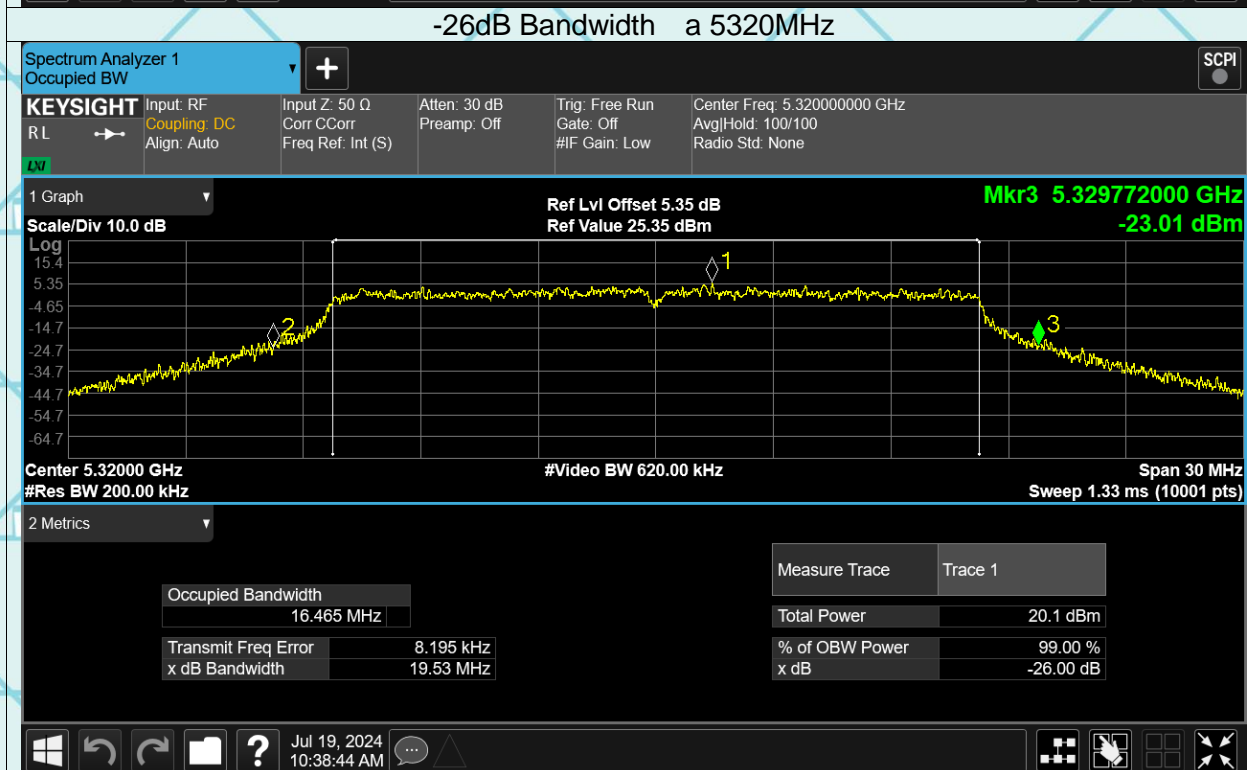 -26dB Bandwidth a 5320MHz
Spectrum Analyzer 1
Occupied BW
+
SCPI
KEYSIGHT
RL
LXI
Input: RF
Coupling: DC
Align: Auto
Input Z: 50 Ω
Corr CCorr
Freq Ref: Int (S)
Atten: 30 dB
Preamp: Off
Trig: Free Run
Gate: Off
#IF Gain: Low
Center Freq: 5.320000000 GHz
Avg|Hold: 100/100
Radio Std: None
1 Graph
Ref Lvl Offset 5.35 dB
Mkr3 5.329772000 GHz
Scale/Div 10.0 dB
Ref Value 25.35 dBm
-23.01 dBm
Log
15.4
5.35
-4.65
-14.7
-24.7
-34.7
-44.7
-54.7
-64.7
1
2
3
Center 5.32000 GHz
#Video BW 620.00 kHz
Span 30 MHz
#Res BW 200.00 kHz
Sweep 1.33 ms (10001 pts)
2 Metrics
Occupied Bandwidth
16.465 MHz
Transmit Freq Error 8.195 kHz
x dB Bandwidth 19.53 MHz
Measure Trace Trace 1
Total Power 20.1 dBm
% of OBW Power 99.00 %
x dB -26.00 dB
?
Jul 19, 2024
10:38:44 AM